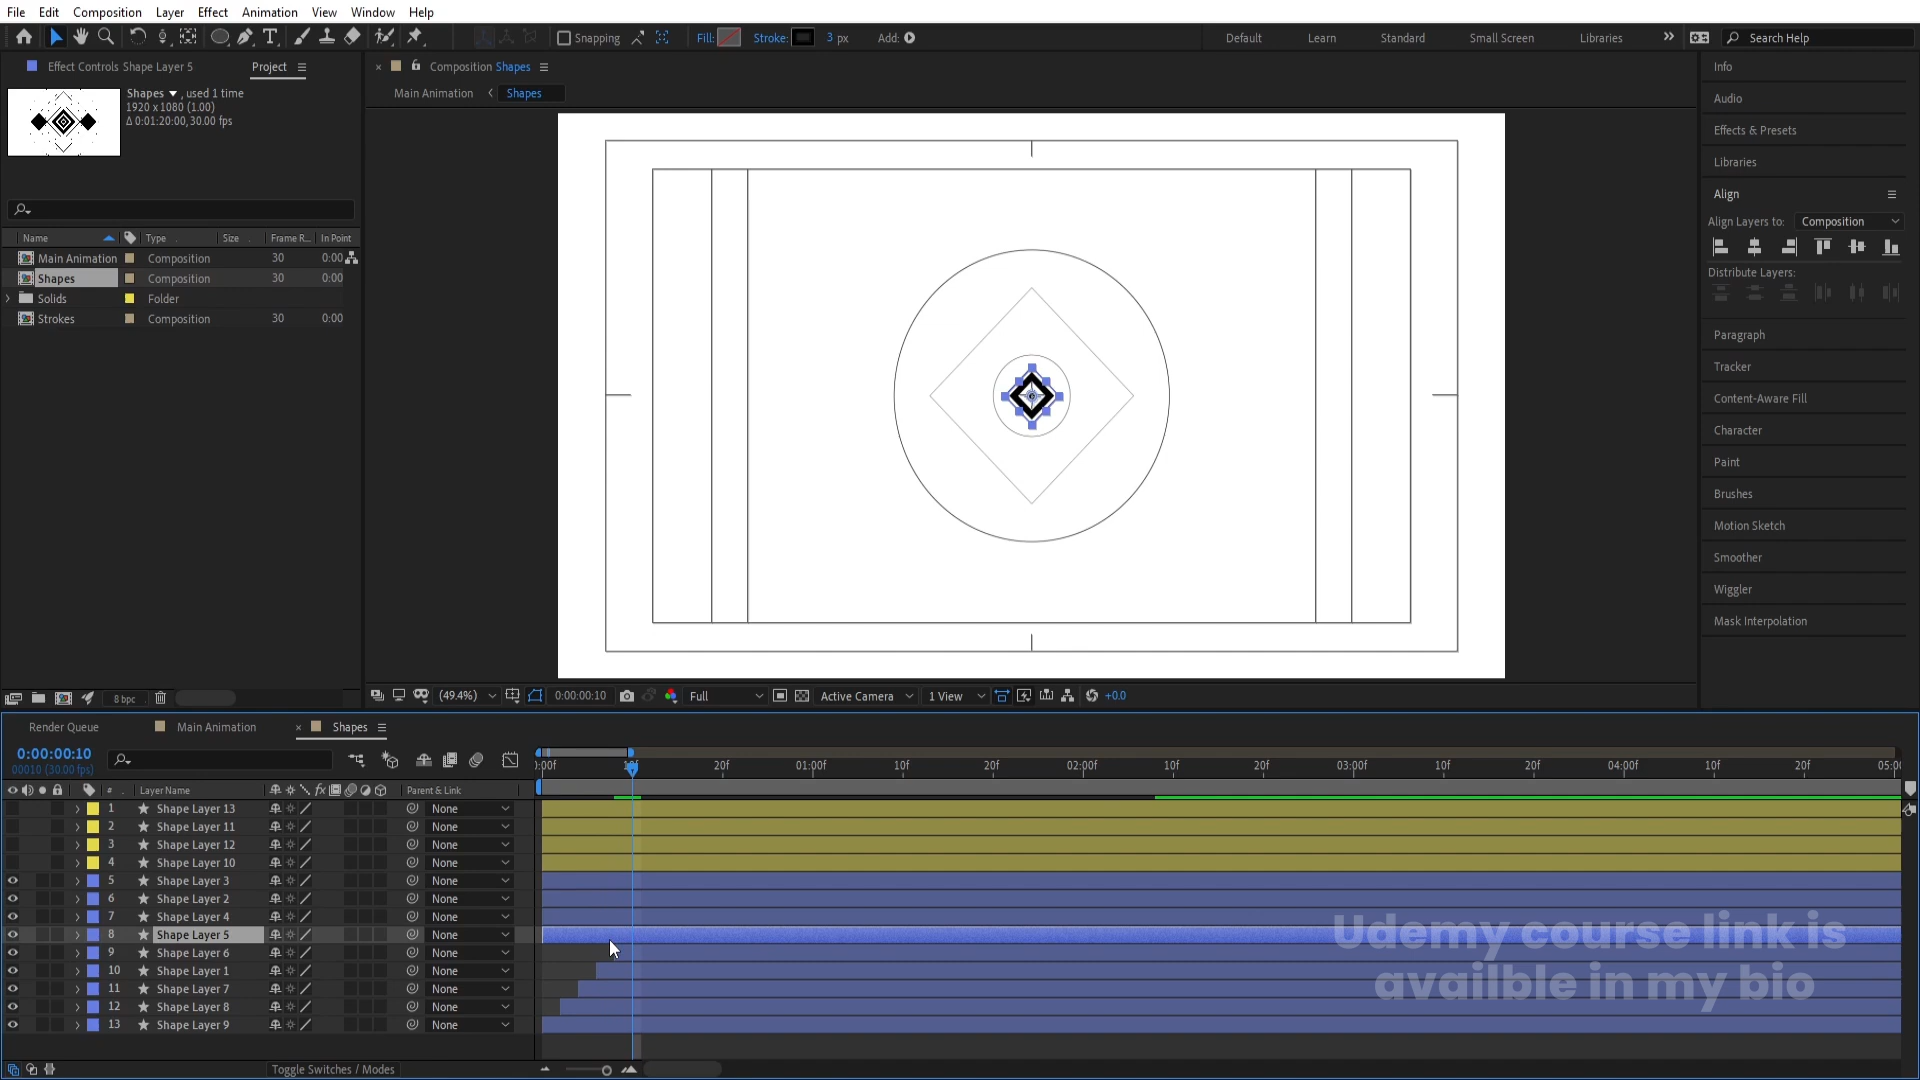 File Edit Composition Layer Effect Animation View Window Help
Snapping Fill: Stroke: 3 px Add: Default Learn Standard Small Screen Libraries Search Help
Effect Controls Shape Layer 5 Project
Composition Shapes
Main Animation Shapes
Shapes , used 1 time
1920 x 1080 (1.00)
Δ 0:01:20:00, 30.00 fps
Name Type Size Frame R... In Point
Main Animation Composition 30 0:00
Shapes Composition 30 0:00
Solids Folder
Strokes Composition 30 0:00
8 bpc
(49.4%) 0:00:00:10 Full Active Camera 1 View +0.0
Info
Audio
Effects & Presets
Libraries
Align
Align Layers to: Composition
Distribute Layers:
Paragraph
Tracker
Content-Aware Fill
Character
Paint
Brushes
Motion Sketch
Smoother
Wiggler
Mask Interpolation
Render Queue Main Animation Shapes
0:00:00:10
00010 (30.00 fps)
):00f 10f 20f 01:00f 10f 20f 02:00f 10f 20f 03:00f 10f 20f 04:00f 10f 20f 05:00
# Layer Name Parent & Link
1 Shape Layer 13 None
2 Shape Layer 11 None
3 Shape Layer 12 None
4 Shape Layer 10 None
5 Shape Layer 3 None
6 Shape Layer 2 None
7 Shape Layer 4 None
8 Shape Layer 5 None
9 Shape Layer 6 None
10 Shape Layer 1 None
11 Shape Layer 7 None
12 Shape Layer 8 None
13 Shape Layer 9 None
Toggle Switches / Modes
Udemy course link is
availble in my bio